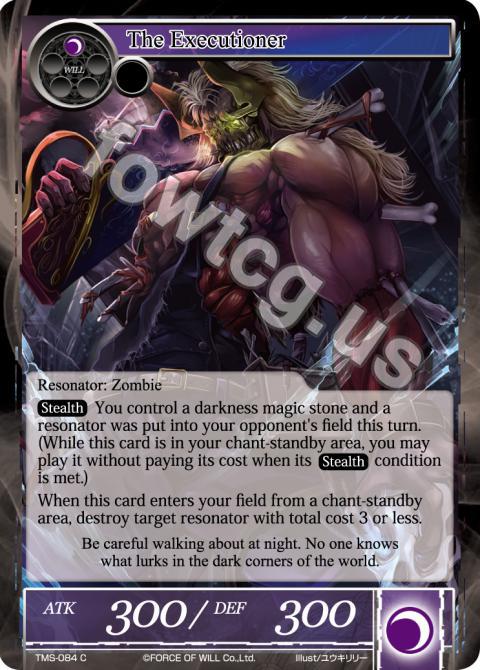 The Executioner
WILL
fowtcg.us
Resonator: Zombie
Stealth You control a darkness magic stone and a
resonator was put into your opponent's field this turn.
(While this card is in your chant-standby area, you may
play it without paying its cost when its Stealth condition
is met.)
When this card enters your field from a chant-standby
area, destroy target resonator with total cost 3 or less.
Be careful walking about at night. No one knows
what lurks in the dark corners of the world.
ATK 300/ DEF 300
TMS-084 C ©FORCE OF WILL Co.,Ltd. Illust/ユウキリリー